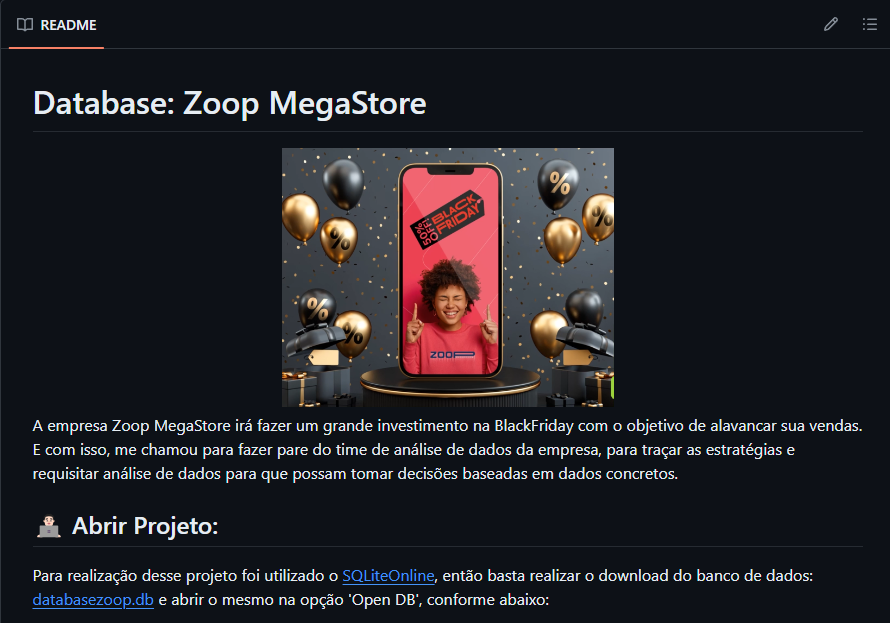 README
Database: Zoop MegaStore
%
%
%
%
%
50% OFF!
BLACK
FRIDAY
ZOOP
A empresa Zoop MegaStore irá fazer um grande investimento na BlackFriday com o objetivo de alavancar sua vendas.
E com isso, me chamou para fazer pare do time de análise de dados da empresa, para traçar as estratégias e
requisitar análise de dados para que possam tomar decisões baseadas em dados concretos.
Abrir Projeto:
Para realização desse projeto foi utilizado o SQLiteOnline, então basta realizar o download do banco de dados:
databasezoop.db e abrir o mesmo na opção 'Open DB', conforme abaixo: